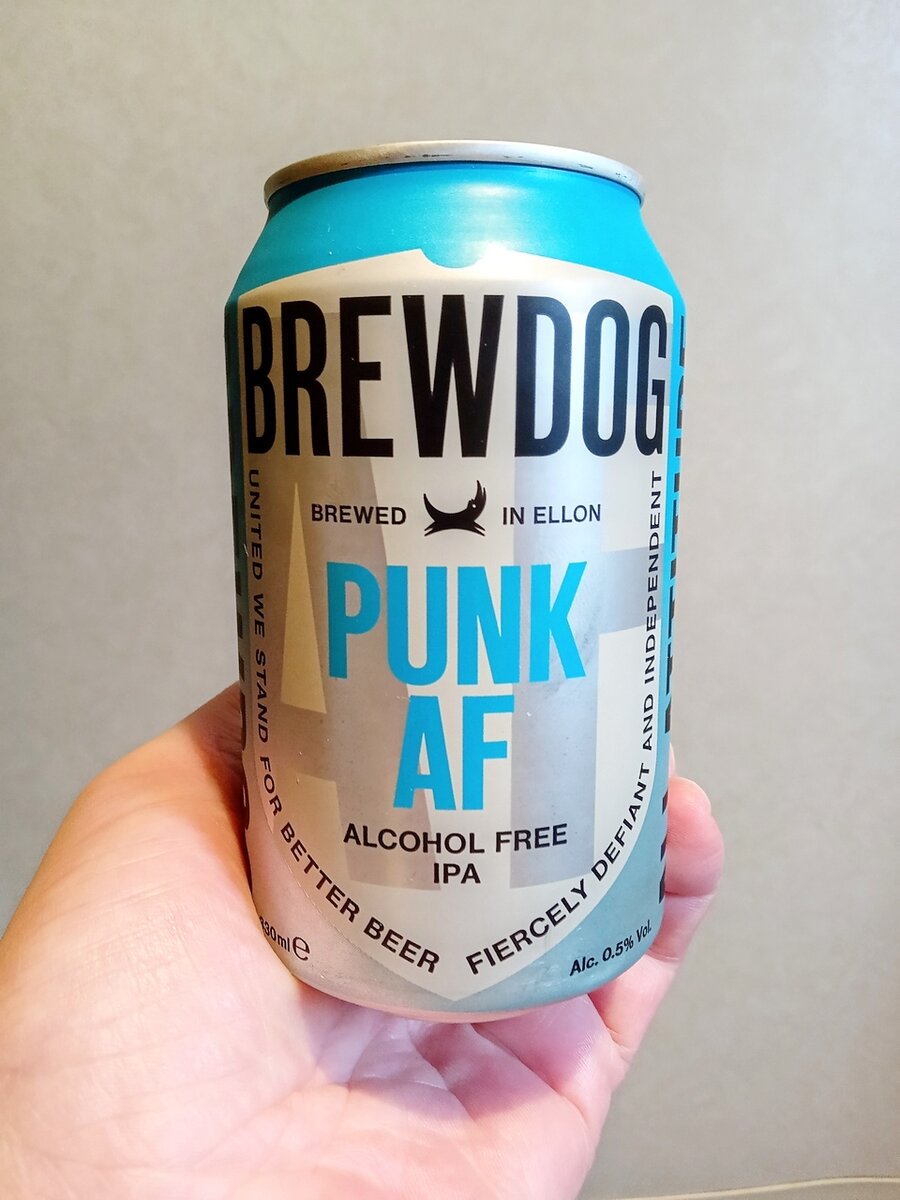 BREWDOG
BREWED IN ELLON
PUNK
AF
ALCOHOL FREE
IPA
UNITED WE STAND FOR BETTER BEER
FIERCELY DEFIANT AND INDEPENDENT
330ml e
Alc. 0.5% Vol.